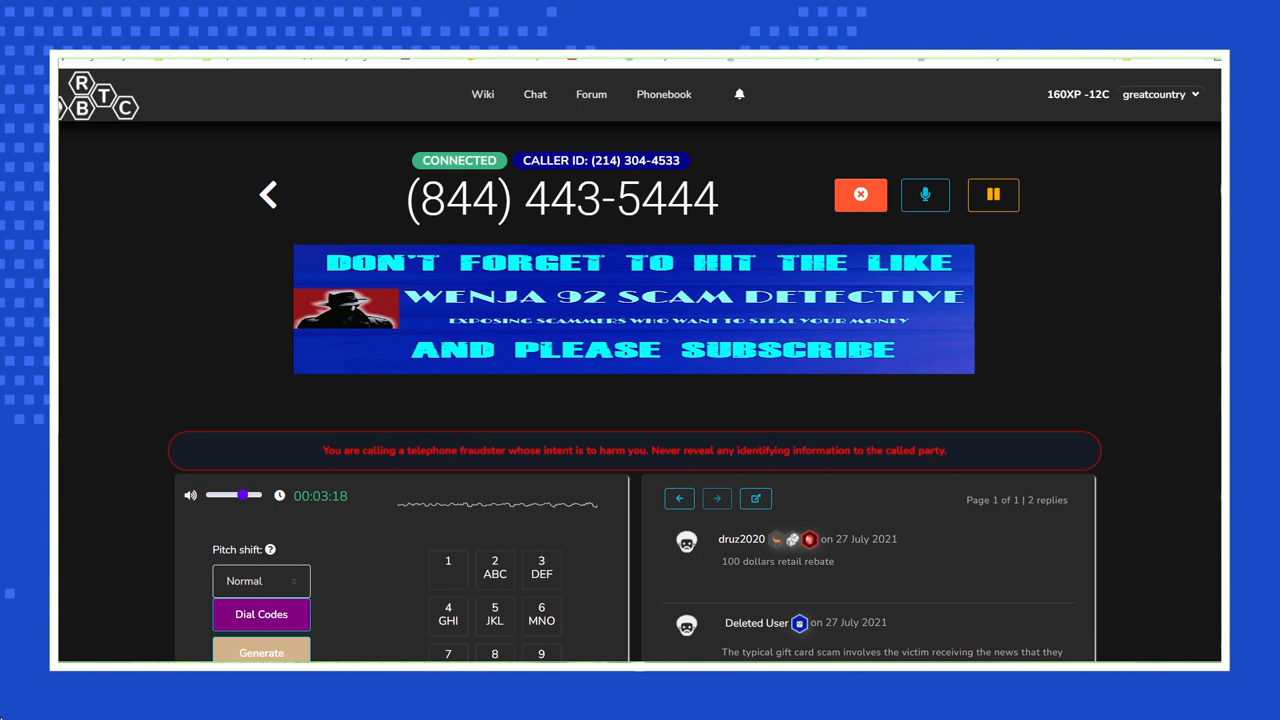 R T B C
Wiki Chat Forum Phonebook 160XP -12C greatcountry
CONNECTED CALLER ID: (214) 304-4533
(844) 443-5444
DON'T FORGET TO HIT THE LIKE
WENJA 92 SCAM DETECTIVE
EXPOSING SCAMMERS WHO WANT TO STEAL YOUR MONEY
AND PLEASE SUBSCRIBE
You are calling a telephone fraudster whose intent is to harm you. Never reveal any identifying information to the called party.
00:03:18
Page 1 of 1 | 2 replies
Pitch shift: ?
Normal
Dial Codes
Generate
1
2 ABC
3 DEF
4 GHI
5 JKL
6 MNO
7
8
9
druz2020 on 27 July 2021
100 dollars retail rebate
Deleted User on 27 July 2021
The typical gift card scam involves the victim receiving the news that they